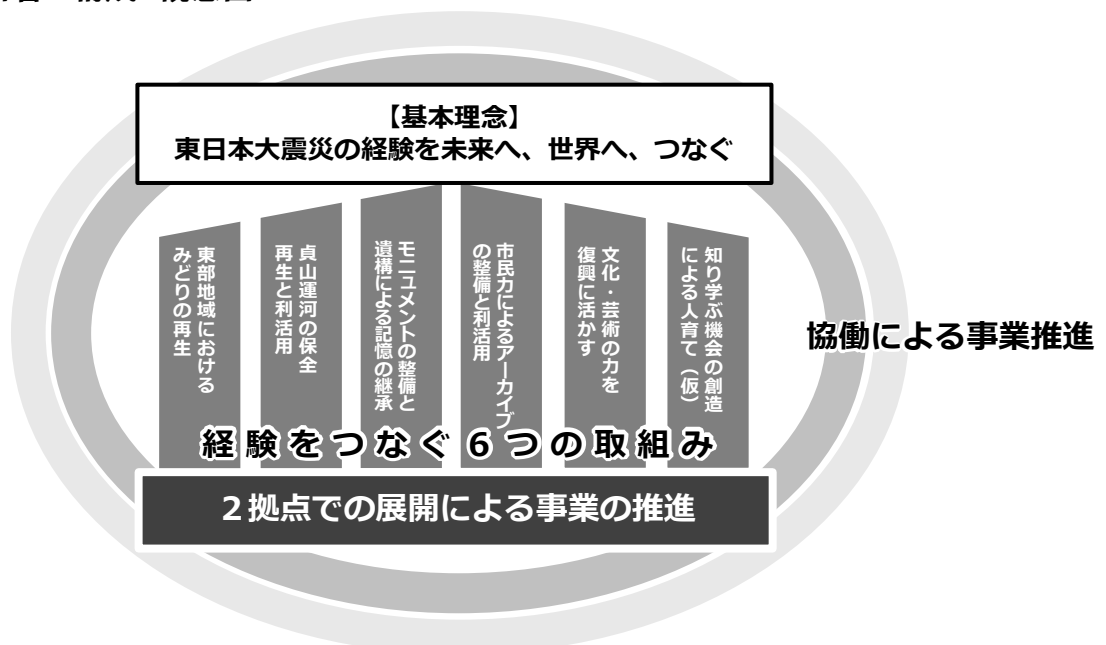 【基本理念】
東日本大震災の経験を未来へ、世界へ、つなぐ
東部地域における
みどりの再生
貞山運河の保全
再生と利活用
モニュメントの整備と
遺構による記憶の継承
市民力によるアーカイブ
の整備と利活用
文化・芸術の力を
復興に活かす
知り学ぶ機会の創造
による人育て（仮）
協働による事業推進
経験をつなぐ６つの取組み
２拠点での展開による事業の推進